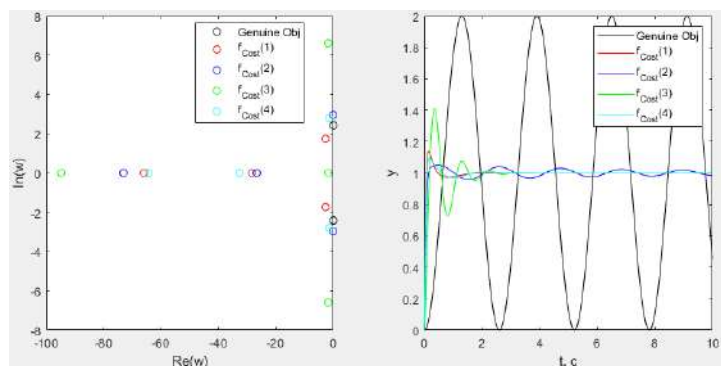 8
6
4
2
0
-2
-4
-6
-8
In(w)
-100
-80
-60
-40
-20
0
Re(w)
Genuine Obj
fCost(1)
fCost(2)
fCost(3)
fCost(4)
2
1.8
1.6
1.4
1.2
1
0.8
0.6
0.4
0.2
0
y
0
2
4
6
8
10
t, c
Genuine Obj
fCost(1)
fCost(2)
fCost(3)
fCost(4)